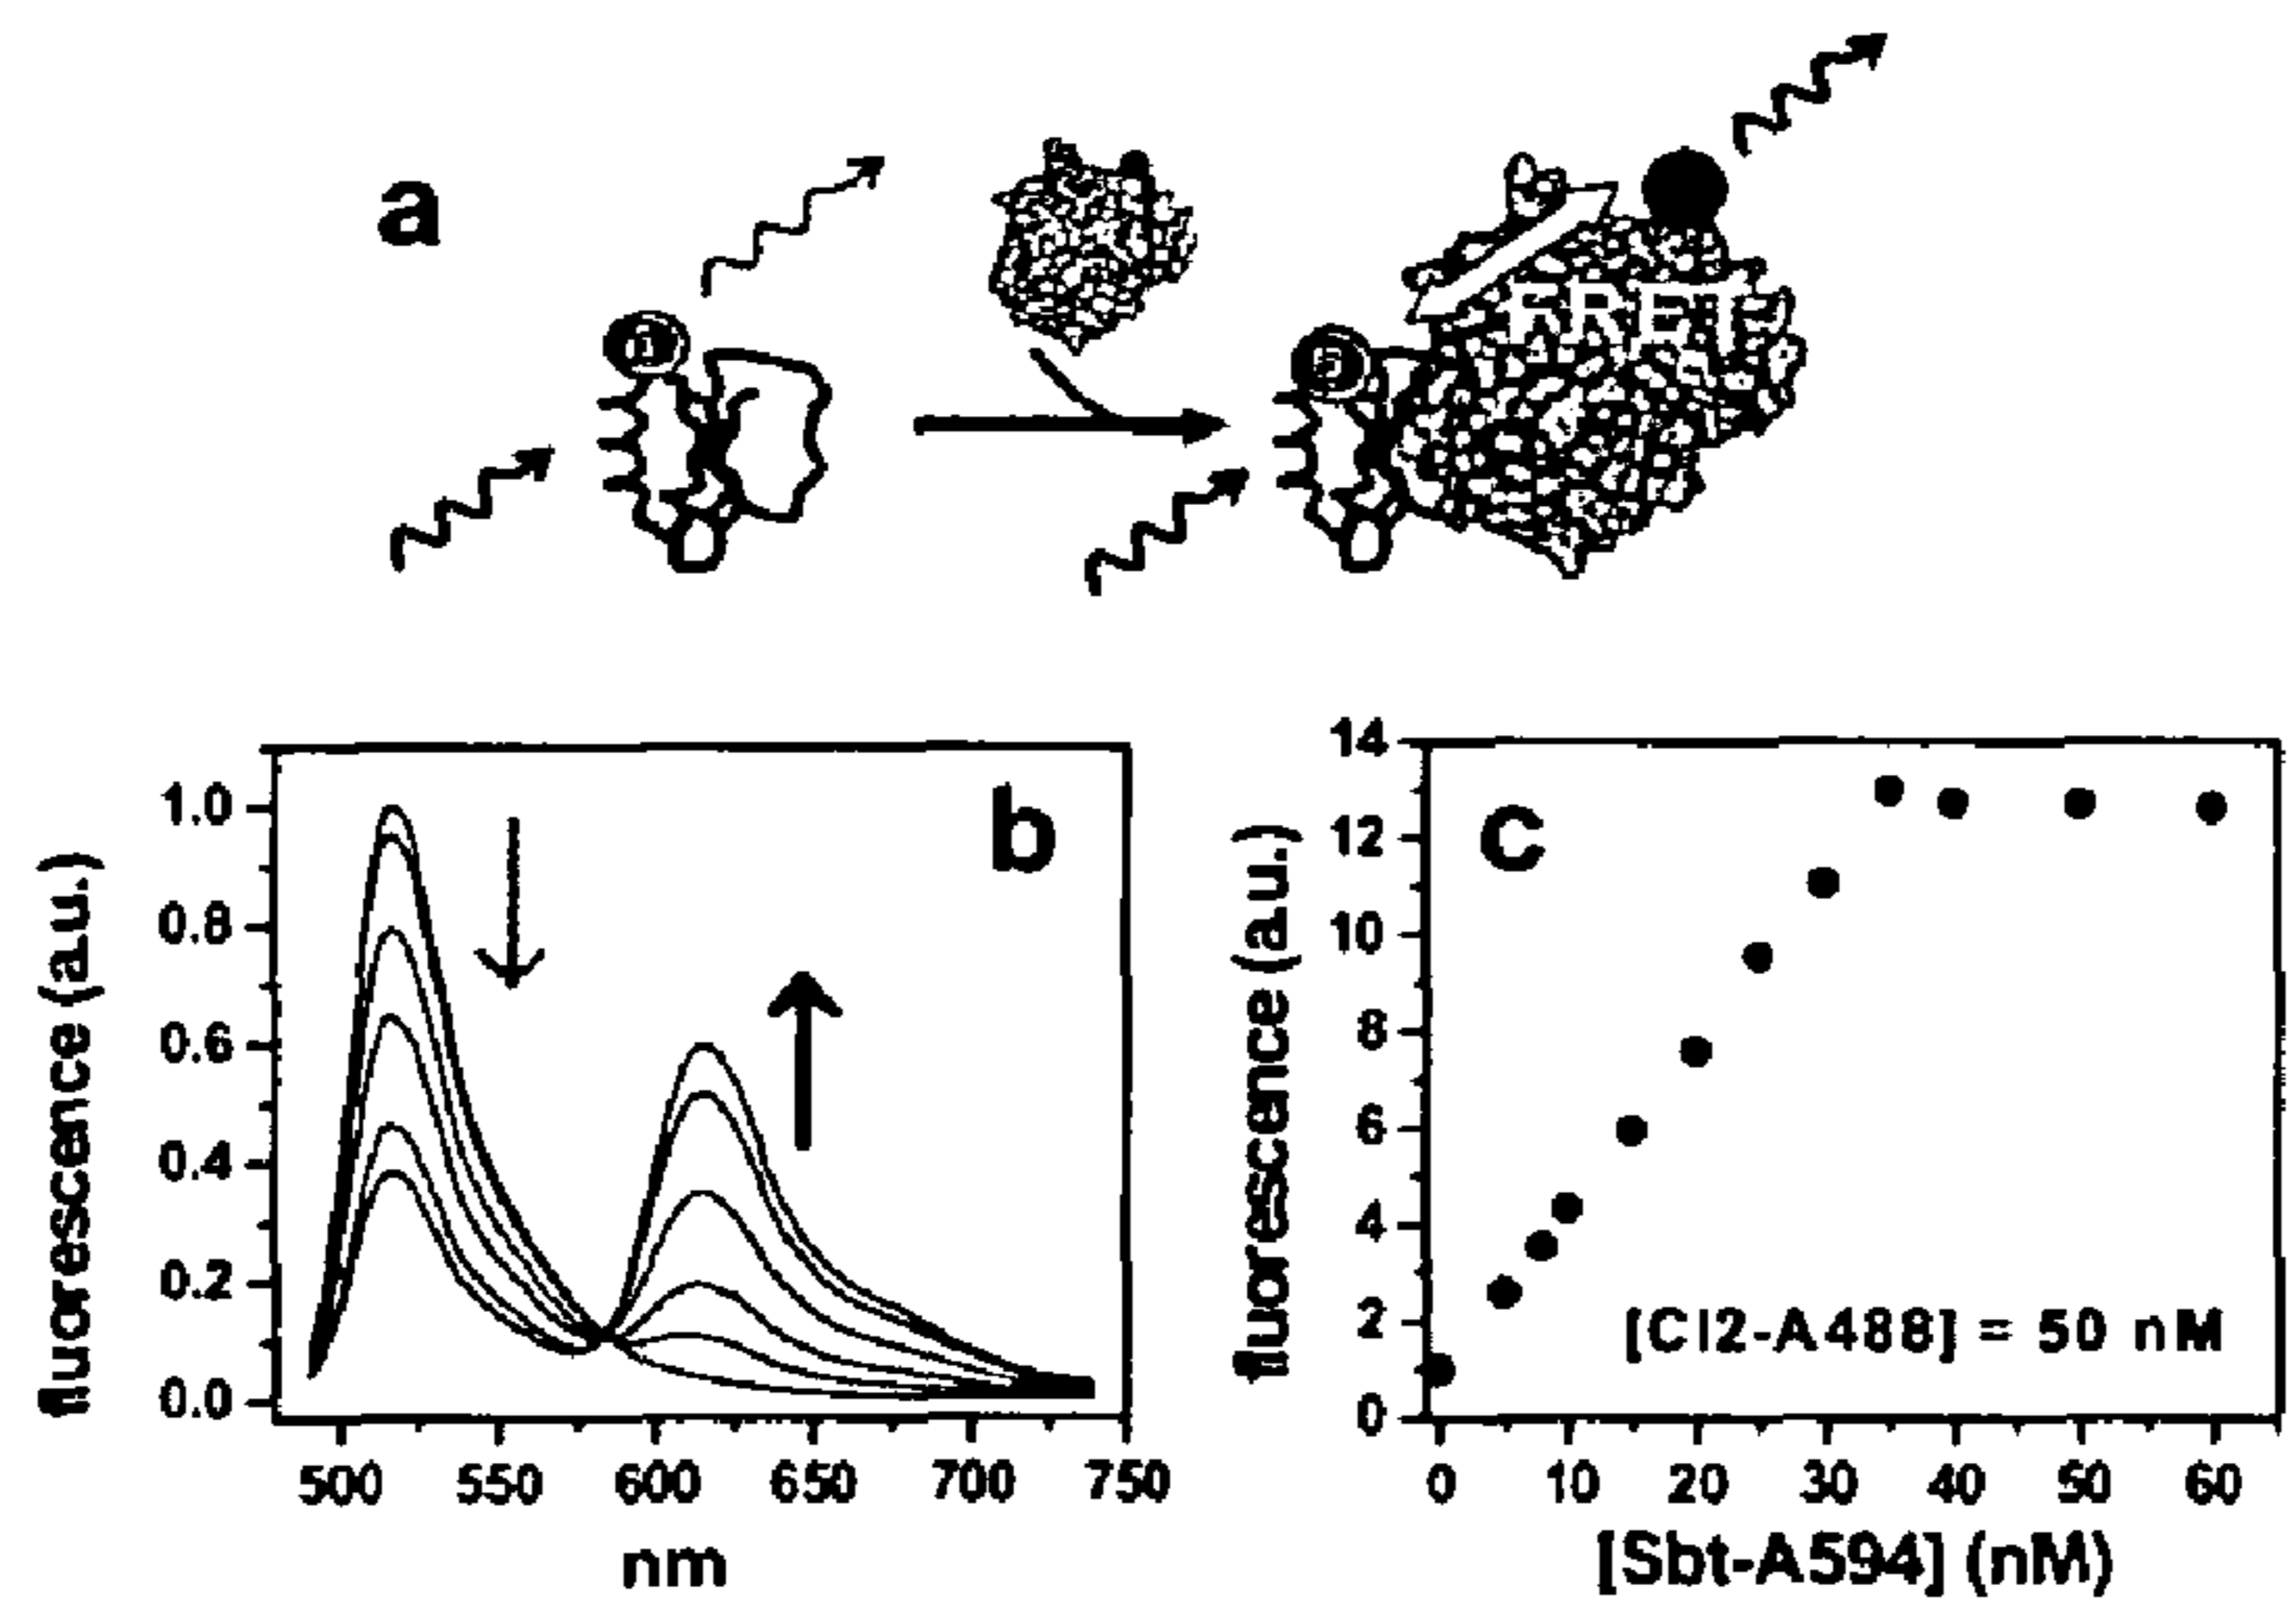 a
FRET
b
fluorescence (a.u.)
1.0
0.8
0.6
0.4
0.2
0.0
500 550 600 650 700 750
nm
c
fluorescence (a.u.)
14
12
10
8
6
4
2
0
[CI2-A488] = 50 nM
0 10 20 30 40 50 60
[Sbt-A594] (nM)